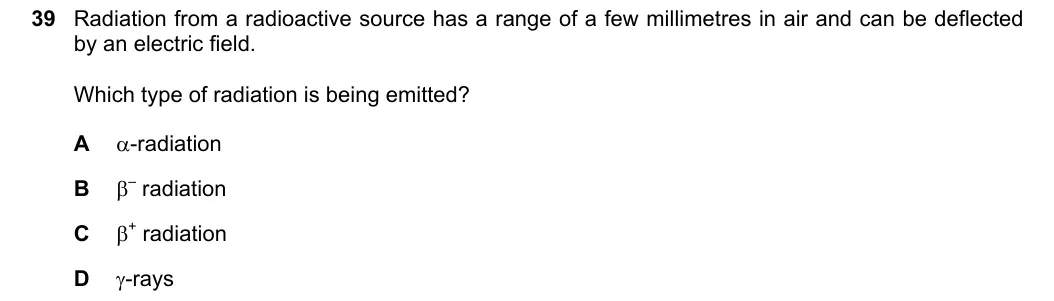 39 Radiation from a radioactive source has a range of a few millimetres in air and can be deflected
by an electric field.
Which type of radiation is being emitted?
A α-radiation
B β⁻ radiation
C β⁺ radiation
D γ-rays